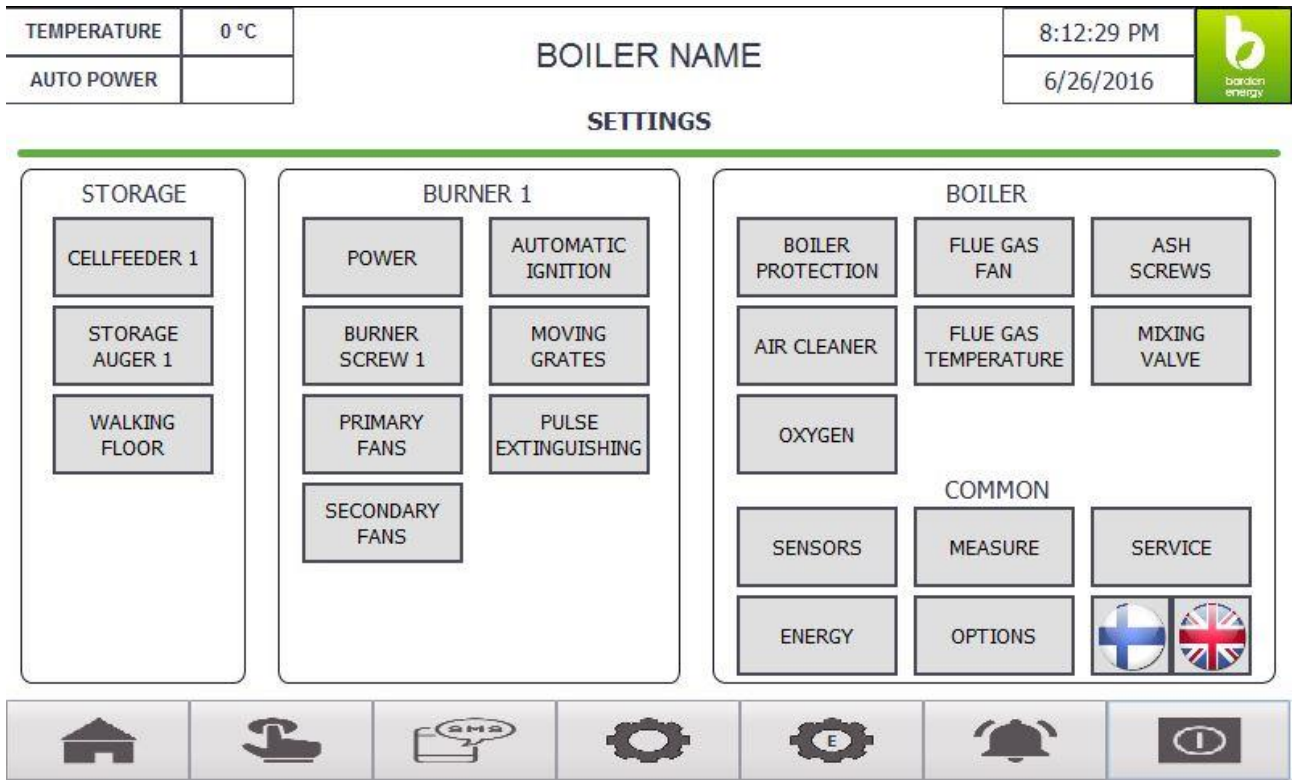 TEMPERATURE 0 °C
AUTO POWER
BOILER NAME
8:12:29 PM
6/26/2016
barden
energy
SETTINGS
STORAGE
CELLFEEDER 1
STORAGE
AUGER 1
WALKING
FLOOR
BURNER 1
POWER
AUTOMATIC
IGNITION
BURNER
SCREW 1
MOVING
GRATES
PRIMARY
FANS
PULSE
EXTINGUISHING
SECONDARY
FANS
BOILER
BOILER
PROTECTION
FLUE GAS
FAN
ASH
SCREWS
AIR CLEANER
FLUE GAS
TEMPERATURE
MIXING
VALVE
OXYGEN
COMMON
SENSORS
MEASURE
SERVICE
ENERGY
OPTIONS
SMS
E